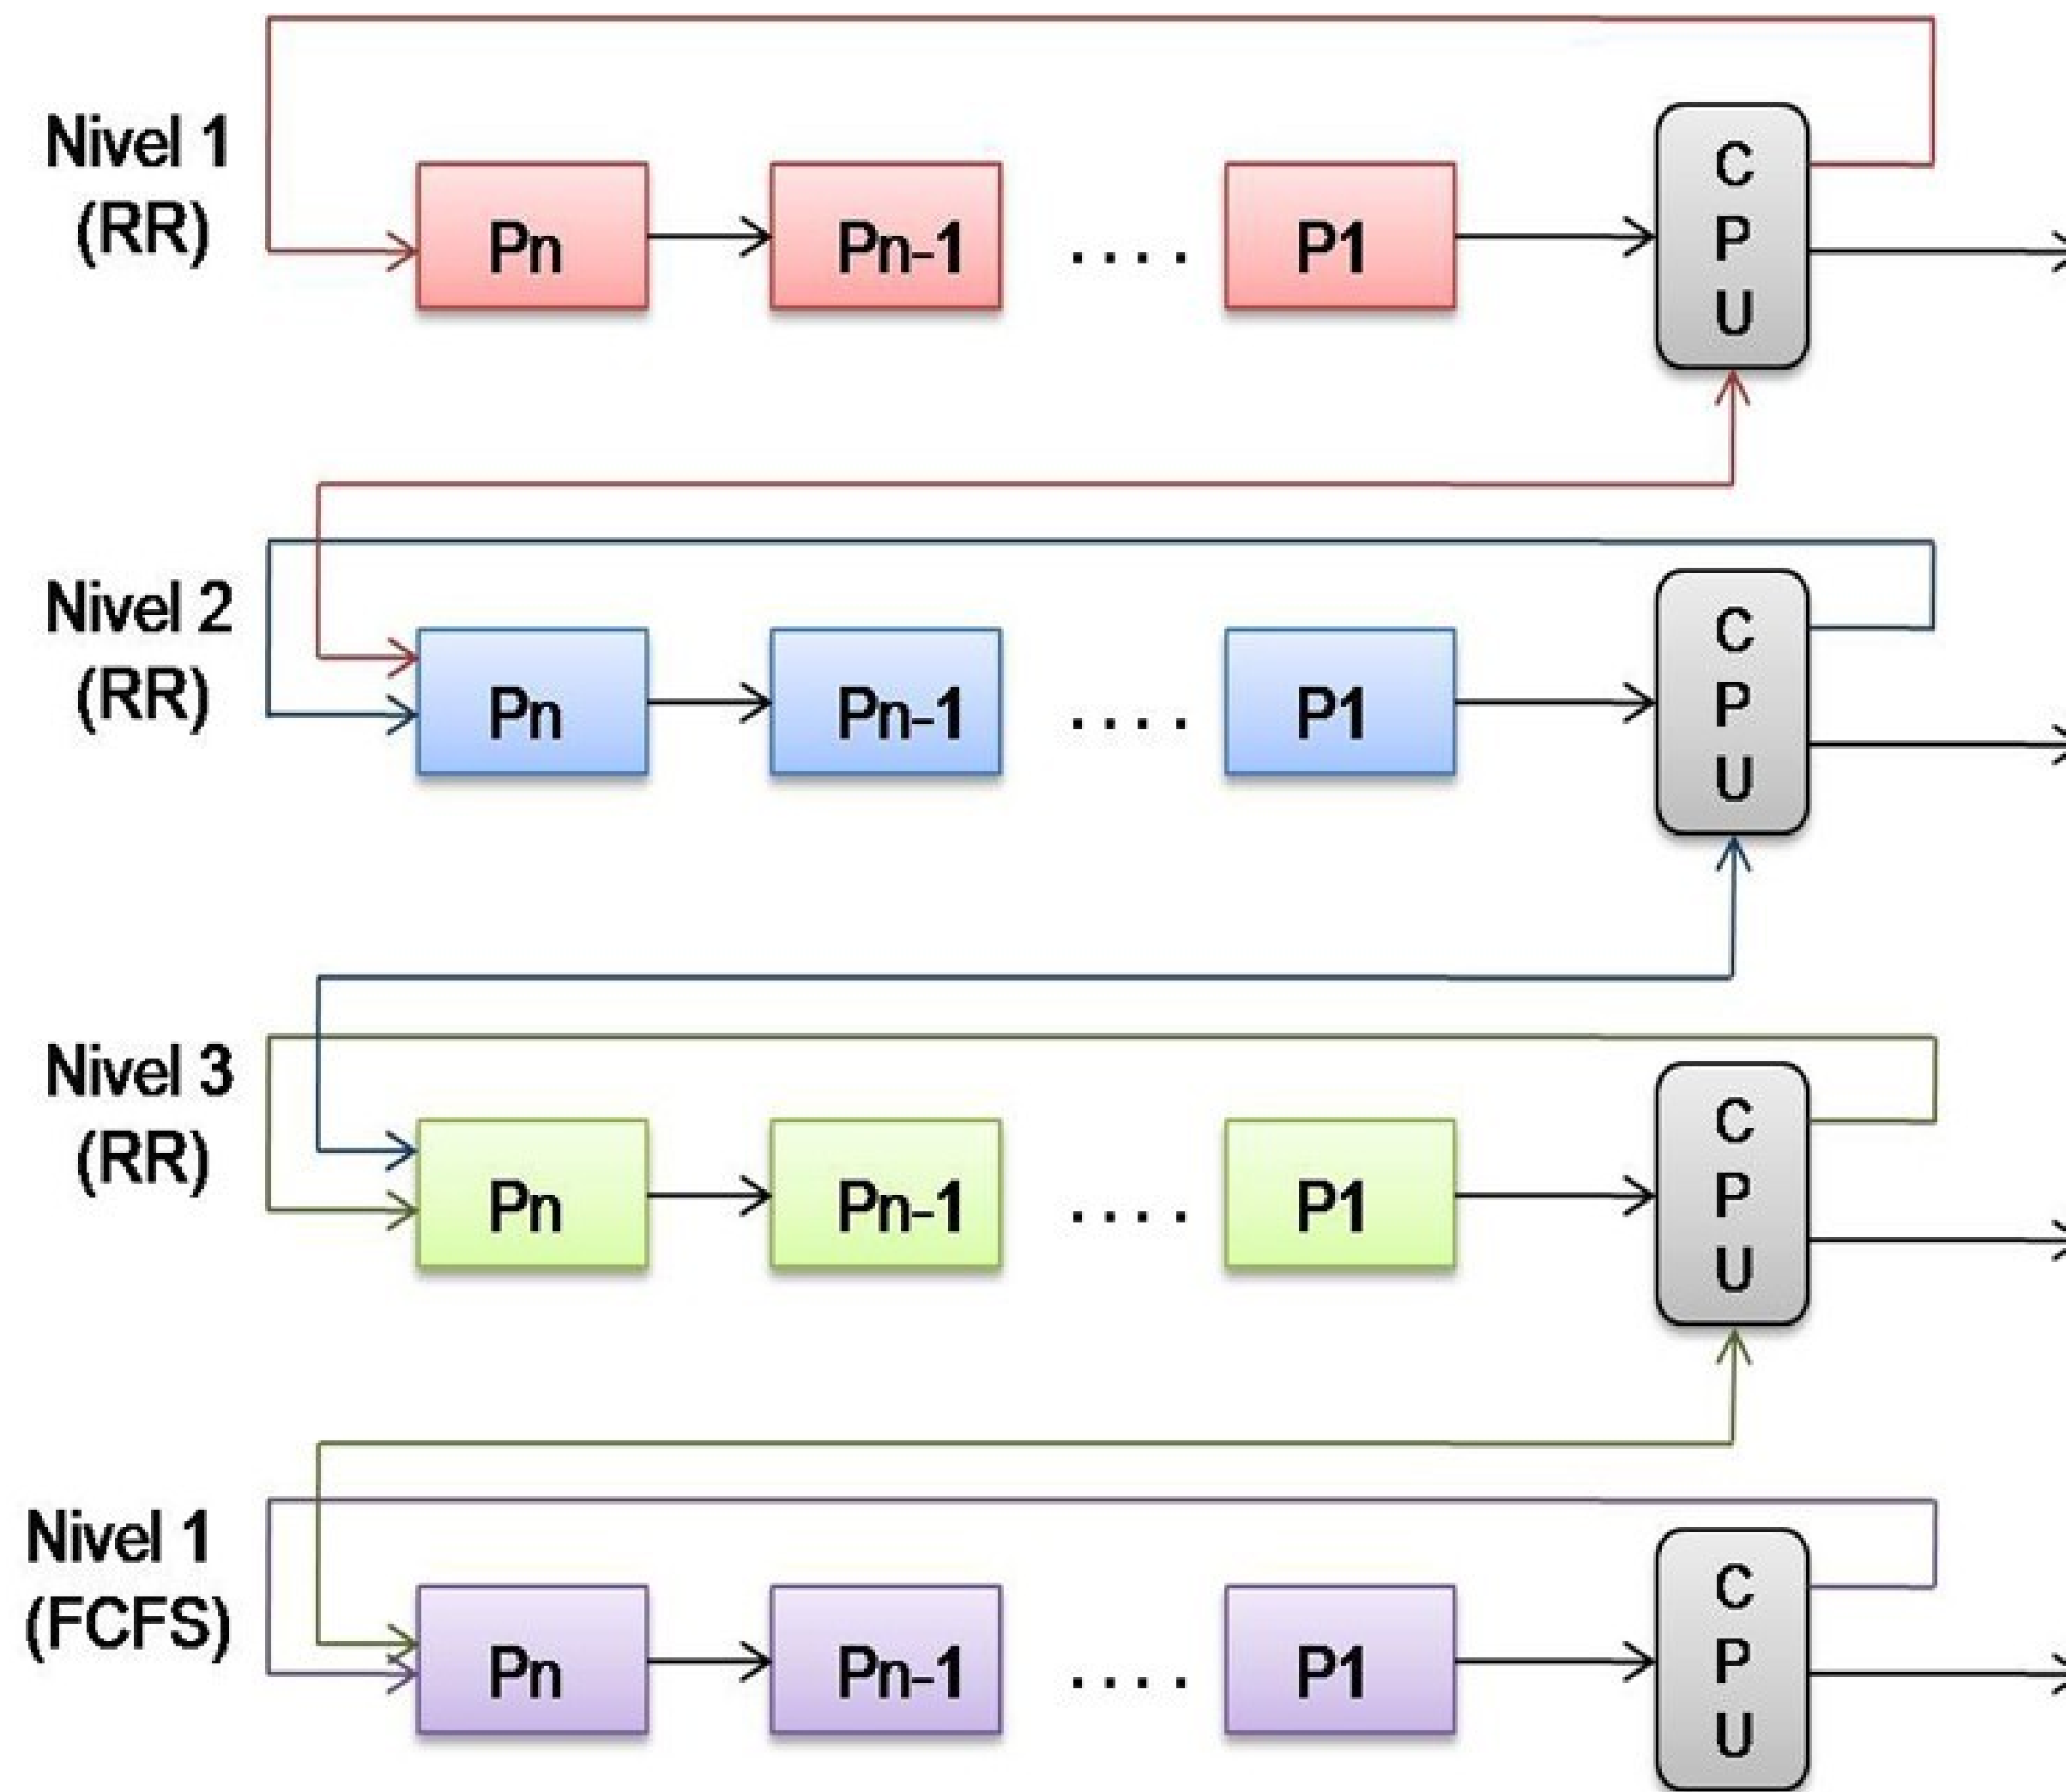 Nivel 1
(RR)
Pn
Pn-1
....
P1
C
P
U
Nivel 2
(RR)
Pn
Pn-1
....
P1
C
P
U
Nivel 3
(RR)
Pn
Pn-1
....
P1
C
P
U
Nivel 1
(FCFS)
Pn
Pn-1
....
P1
C
P
U